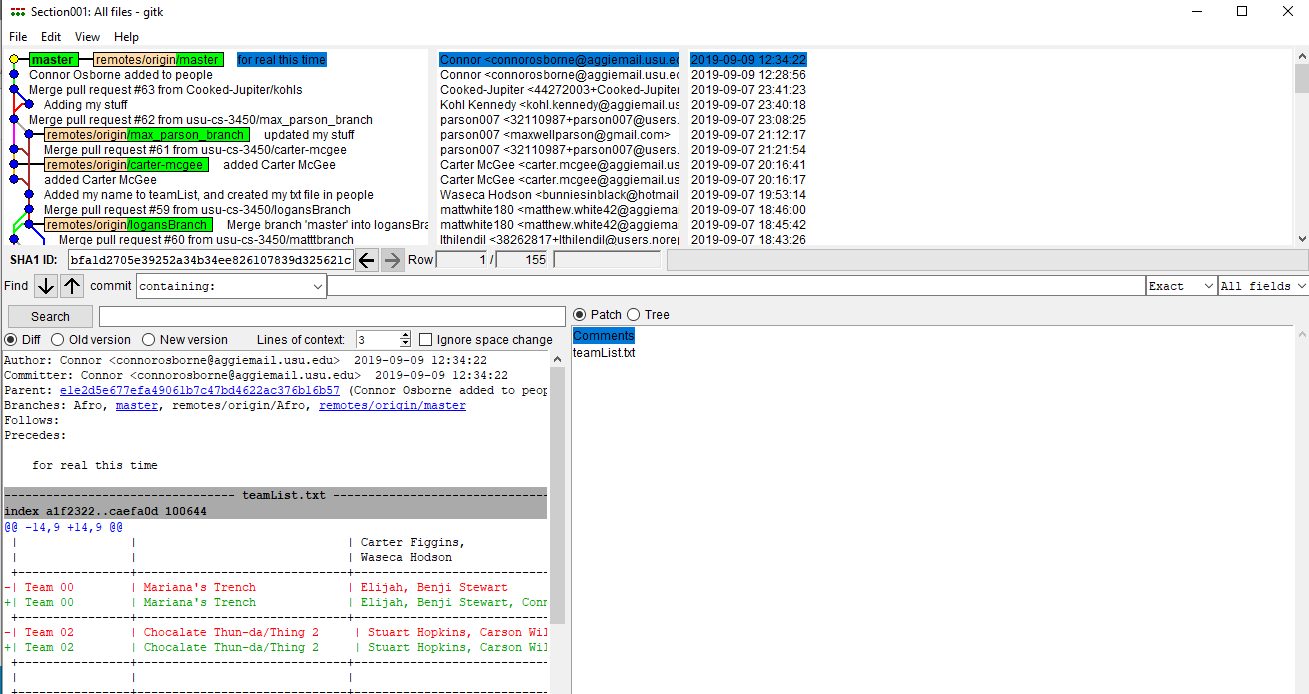 Section001: All files - gitk
File Edit View Help
master remotes/origin/master for real this time Connor <connorosborne@aggiemail.usu.ed 2019-09-09 12:34:22
Connor Osborne added to people Connor <connorosborne@aggiemail.usu.ed 2019-09-09 12:28:56
Merge pull request #63 from Cooked-Jupiter/kohls Cooked-Jupiter <44272003+Cooked-Jupiter 2019-09-07 23:41:23
Adding my stuff Kohl Kennedy <kohl.kennedy@aggiemail.us 2019-09-07 23:40:18
Merge pull request #62 from usu-cs-3450/max_parson_branch parson007 <32110987+parson007@users. 2019-09-07 23:08:25
remotes/origin/max_parson_branch updated my stuff parson007 <maxwellparson@gmail.com> 2019-09-07 21:12:17
Merge pull request #61 from usu-cs-3450/carter-mcgee parson007 <32110987+parson007@users. 2019-09-07 21:21:54
remotes/origin/carter-mcgee added Carter McGee Carter McGee <carter.mcgee@aggiemail.us 2019-09-07 20:16:41
added Carter McGee Carter McGee <carter.mcgee@aggiemail.us 2019-09-07 20:16:17
Added my name to teamList, and created my txt file in people Waseca Hodson <bunniesinblack@hotmail 2019-09-07 19:53:14
Merge pull request #59 from usu-cs-3450/logansBranch mattwhite180 <matthew.white42@aggiema 2019-09-07 18:46:00
remotes/origin/logansBranch Merge branch 'master' into logansBra mattwhite180 <matthew.white42@aggiema 2019-09-07 18:45:42
Merge pull request #60 from usu-cs-3450/matttbranch Ithilendil <38262817+Ithilendil@users.norep 2019-09-07 18:43:26
SHA1 ID: bfa1d2705e39252a34b34ee826107839d325621c Row 1 / 155
Find commit containing: Exact All fields
Search Patch Tree
Diff Old version New version Lines of context: 3 Ignore space change
Comments
teamList.txt
Author: Connor <connorosborne@aggiemail.usu.edu> 2019-09-09 12:34:22
Committer: Connor <connorosborne@aggiemail.usu.edu> 2019-09-09 12:34:22
Parent: e1e2d5e677efa49061b7c47bd4622ac376b16b57 (Connor Osborne added to peop
Branches: Afro, master, remotes/origin/Afro, remotes/origin/master
Follows:
Precedes:
for real this time
--------------------------------- teamList.txt -------------------------------
index a1f2322..caefa0d 100644
@@ -14,9 +14,9 @@
| | | Carter Figgins,
| | | Waseca Hodson
+----------------+------------------------------+----------------------------
-| Team 00 | Mariana's Trench | Elijah, Benji Stewart
+| Team 00 | Mariana's Trench | Elijah, Benji Stewart, Conn
+----------------+------------------------------+----------------------------
-| Team 02 | Chocalate Thun-da/Thing 2 | Stuart Hopkins, Carson Wil
+| Team 02 | Chocalate Thun-da/Thing 2 | Stuart Hopkins, Carson Wil
+----------------+------------------------------+----------------------------
| | |
+----------------+------------------------------+----------------------------